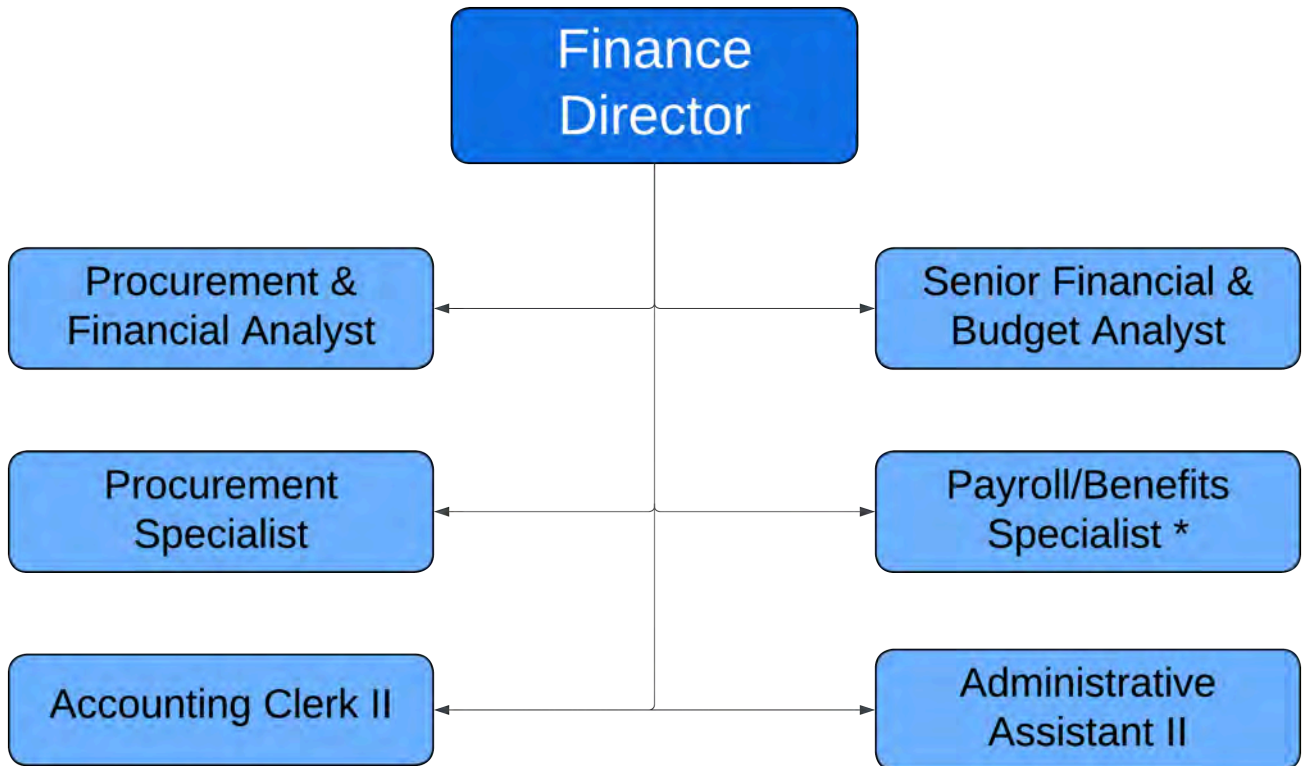 Finance
Director
Procurement &
Financial Analyst
Senior Financial &
Budget Analyst
Procurement
Specialist
Payroll/Benefits
Specialist *
Accounting Clerk II
Administrative
Assistant II